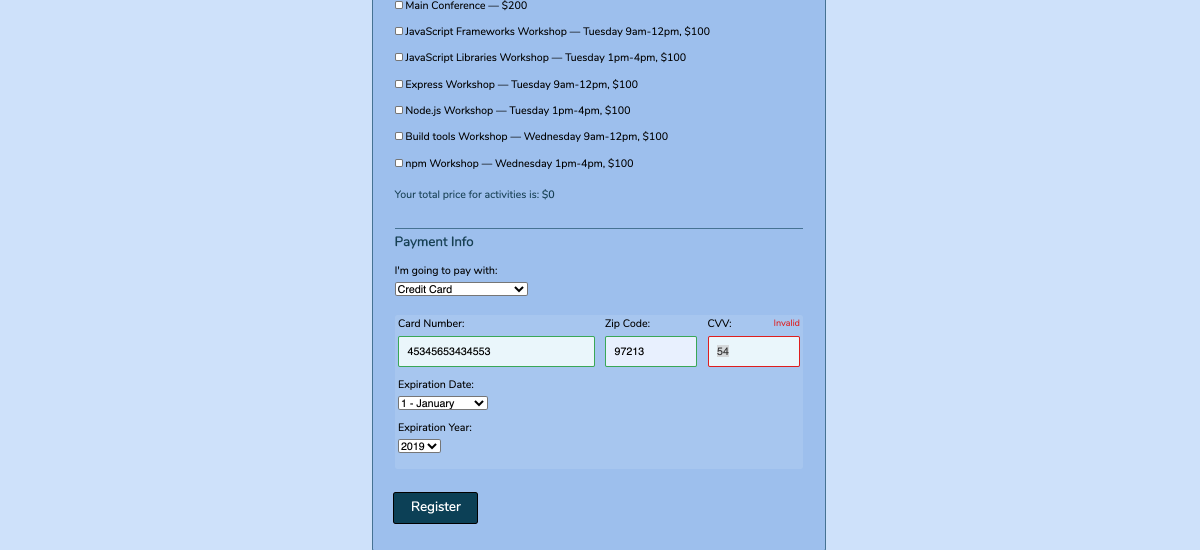 Main Conference — $200
JavaScript Frameworks Workshop — Tuesday 9am-12pm, $100
JavaScript Libraries Workshop — Tuesday 1pm-4pm, $100
Express Workshop — Tuesday 9am-12pm, $100
Node.js Workshop — Tuesday 1pm-4pm, $100
Build tools Workshop — Wednesday 9am-12pm, $100
npm Workshop — Wednesday 1pm-4pm, $100
Your total price for activities is: $0
Payment Info
I'm going to pay with:
Credit Card
Card Number: Zip Code: CVV: Invalid
45345653434553 97213 54
Expiration Date:
1 - January
Expiration Year:
2019
Register